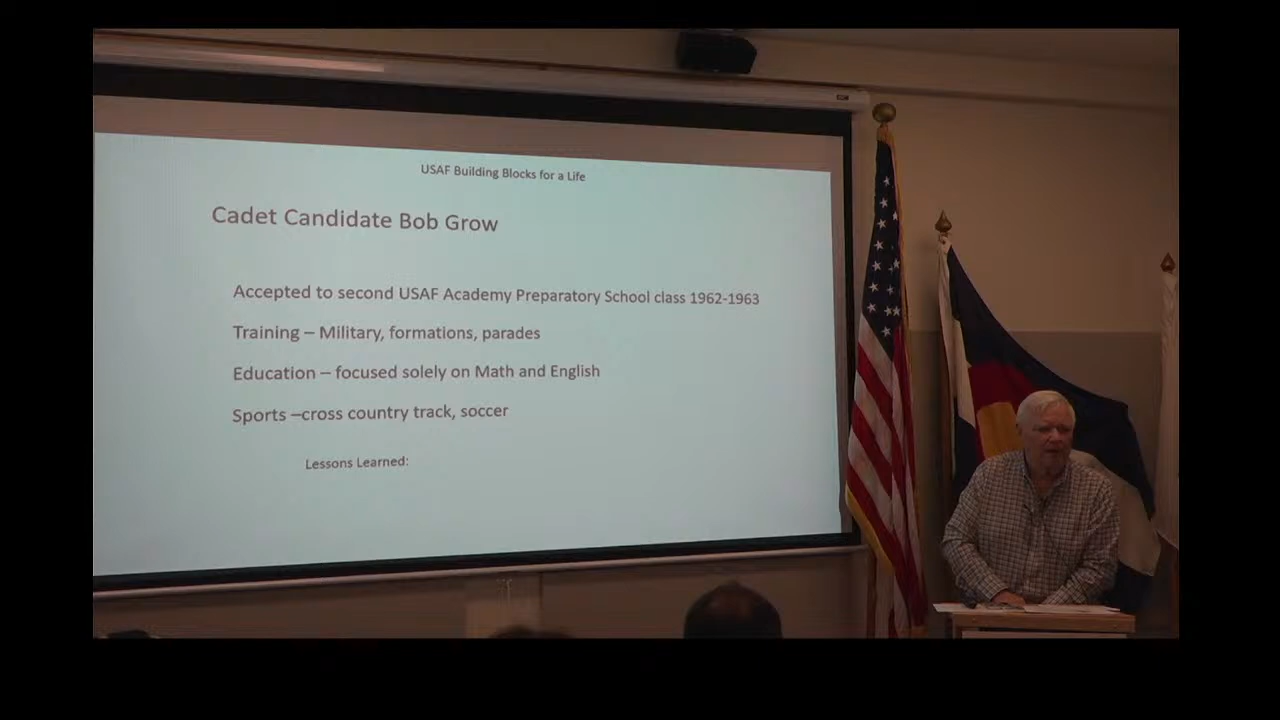 USAF Building Blocks for a Life
Cadet Candidate Bob Grow
Accepted to second USAF Academy Preparatory School class 1962-1963
Training – Military, formations, parades
Education – focused solely on Math and English
Sports –cross country track, soccer
Lessons Learned: